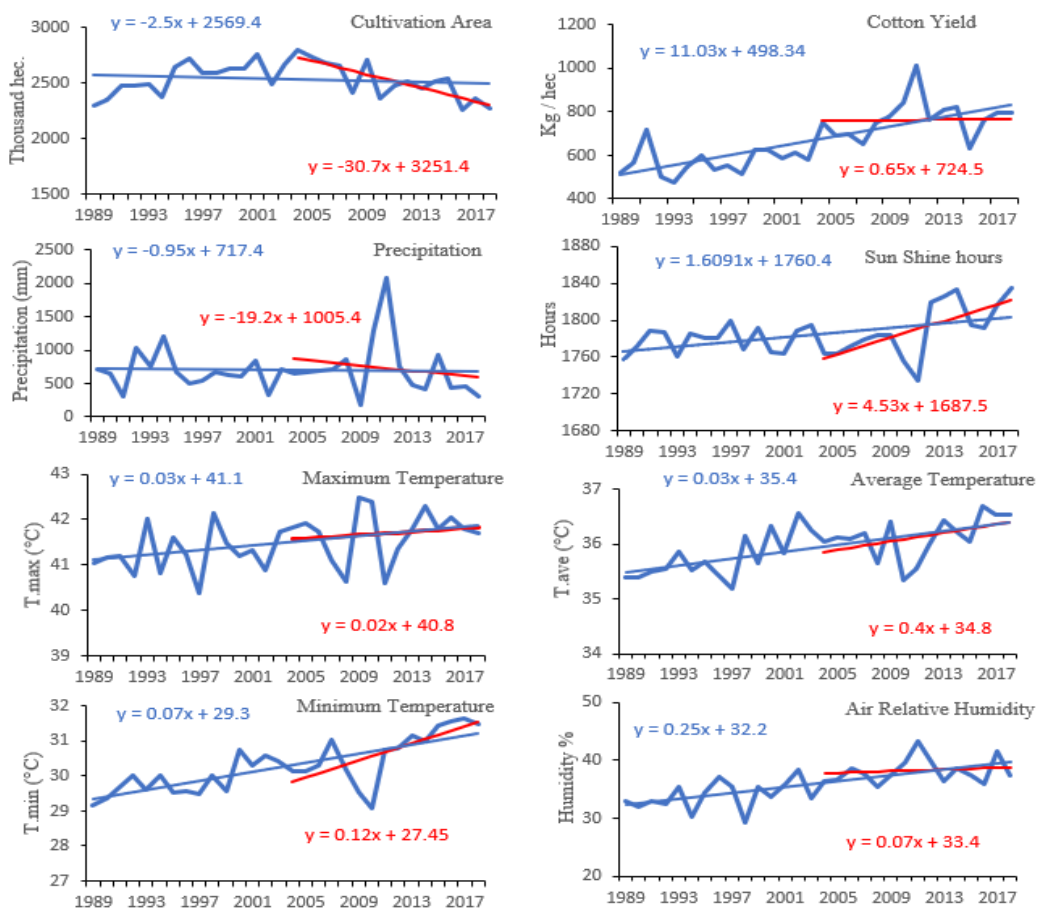 y = -2.5x + 2569.4
Cultivation Area
Thousand hec.
3000
2500
2000
1500
y = -30.7x + 3251.4
1989 1993 1997 2001 2005 2009 2013 2017
Cotton Yield
y = 11.03x + 498.34
Kg / hec
1200
1000
800
600
400
y = 0.65x + 724.5
1989 1993 1997 2001 2005 2009 2013 2017
y = -0.95x + 717.4
Precipitation
Precipitation (mm)
2500
2000
1500
1000
500
0
y = -19.2x + 1005.4
1989 1993 1997 2001 2005 2009 2013 2017
y = 1.6091x + 1760.4
Sun Shine hours
Hours
1880
1840
1800
1760
1720
1680
y = 4.53x + 1687.5
1989 1993 1997 2001 2005 2009 2013 2017
y = 0.03x + 41.1
Maximum Temperature
T.max (°C)
43
42
41
40
39
y = 0.02x + 40.8
1989 1993 1997 2001 2005 2009 2013 2017
y = 0.03x + 35.4
Average Temperature
T.ave (°C)
37
36
35
34
y = 0.4x + 34.8
1989 1993 1997 2001 2005 2009 2013 2017
y = 0.07x + 29.3
Minimum Temperature
T.min (°C)
32
31
30
29
28
27
y = 0.12x + 27.45
1989 1993 1997 2001 2005 2009 2013 2017
y = 0.25x + 32.2
Air Relative Humidity
Humidity %
50
40
30
20
y = 0.07x + 33.4
1989 1993 1997 2001 2005 2009 2013 2017